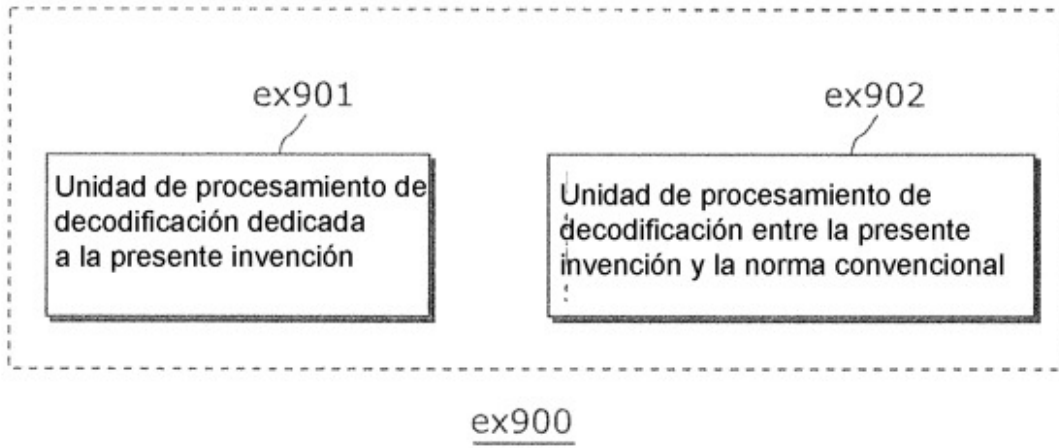 ex901
ex902
Unidad de procesamiento de
decodificación dedicada
a la presente invención
Unidad de procesamiento de
decodificación entre la presente
invención y la norma convencional
ex900